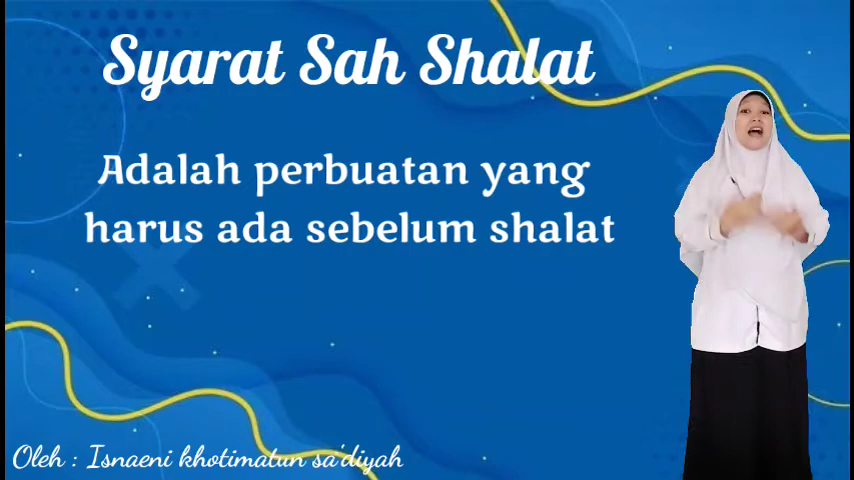 Syarat Sah Shalat
Adalah perbuatan yang
harus ada sebelum shalat
Oleh : Isnaeni khotimatun sa'diyah